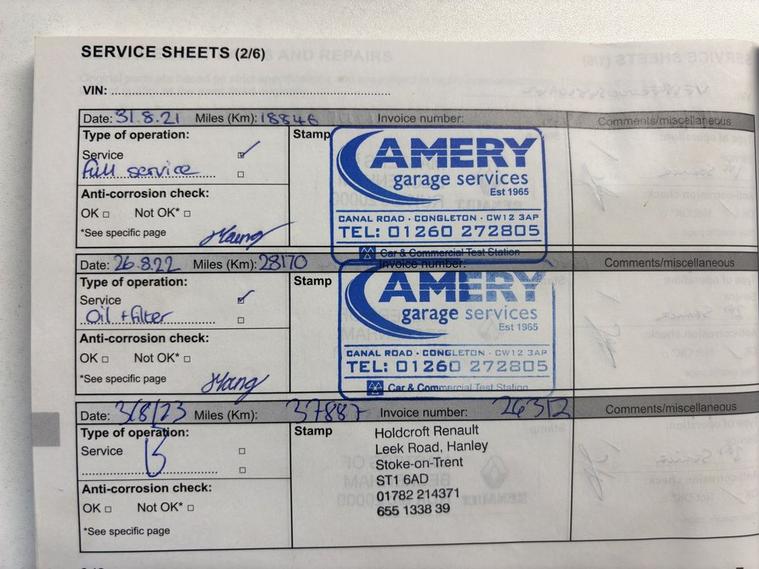 SERVICE SHEETS (2/6)
VIN:
Date: 31.8.21 Miles (Km): 18846 Invoice number: Comments/miscellaneous
Type of operation: Stamp
Service
full service
Anti-corrosion check:
OK Not OK*
*See specific page
AMERY
garage services
Est 1965
CANAL ROAD · CONGLETON · CW12 3AP
TEL: 01260 272805
Car & Commercial Test Station
Date: 26.8.22 Miles (Km): 28170 Invoice number: Comments/miscellaneous
Type of operation: Stamp
Service
Oil + filter
Anti-corrosion check:
OK Not OK*
*See specific page
AMERY
garage services
Est 1965
CANAL ROAD · CONGLETON · CW12 3AP
TEL: 01260 272805
Car & Commercial Test Station
Date: 3/8/23 Miles (Km): 37887 Invoice number: 26312 Comments/miscellaneous
Type of operation: Stamp
Service B
Anti-corrosion check:
OK Not OK*
*See specific page
Holdcroft Renault
Leek Road, Hanley
Stoke-on-Trent
ST1 6AD
01782 214371
655 1338 39